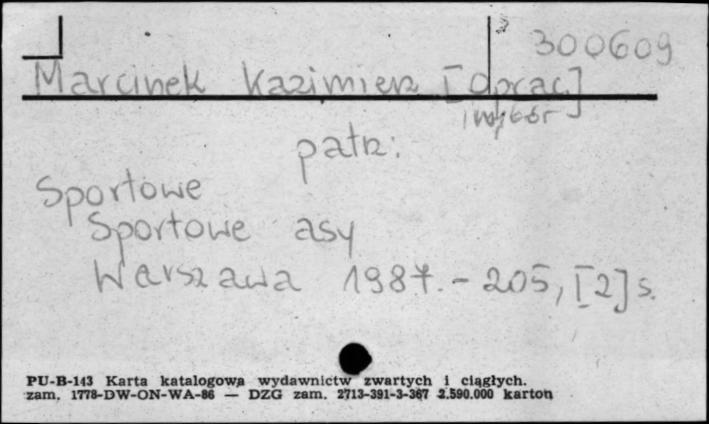 300609
Marcinek Kazimierz [oprac]
i wybór
patrz:
Sportowe
Sportowe asy
Warszawa 1987. - 205, [2] s.
PU-B-143 Karta katalogowa wydawnictw zwartych i ciągłych.
zam. 1778-DW-ON-WA-86 — DZG zam. 2713-391-3-367 2.590.000 karton